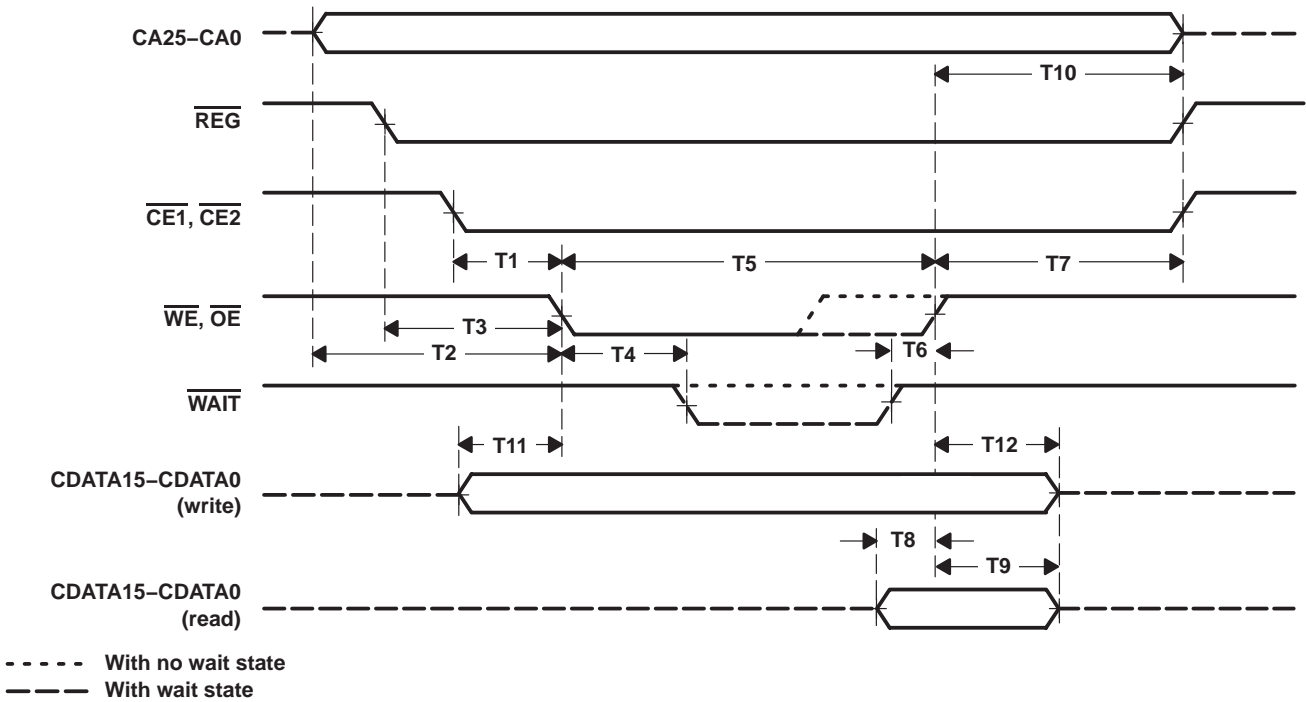 CA25–CA0
T10
REG
CE1, CE2
T1
T5
T7
WE, OE
T3
T2
T4
T6
WAIT
T11
T12
CDATA15–CDATA0
(write)
T8
T9
CDATA15–CDATA0
(read)
With no wait state
With wait state